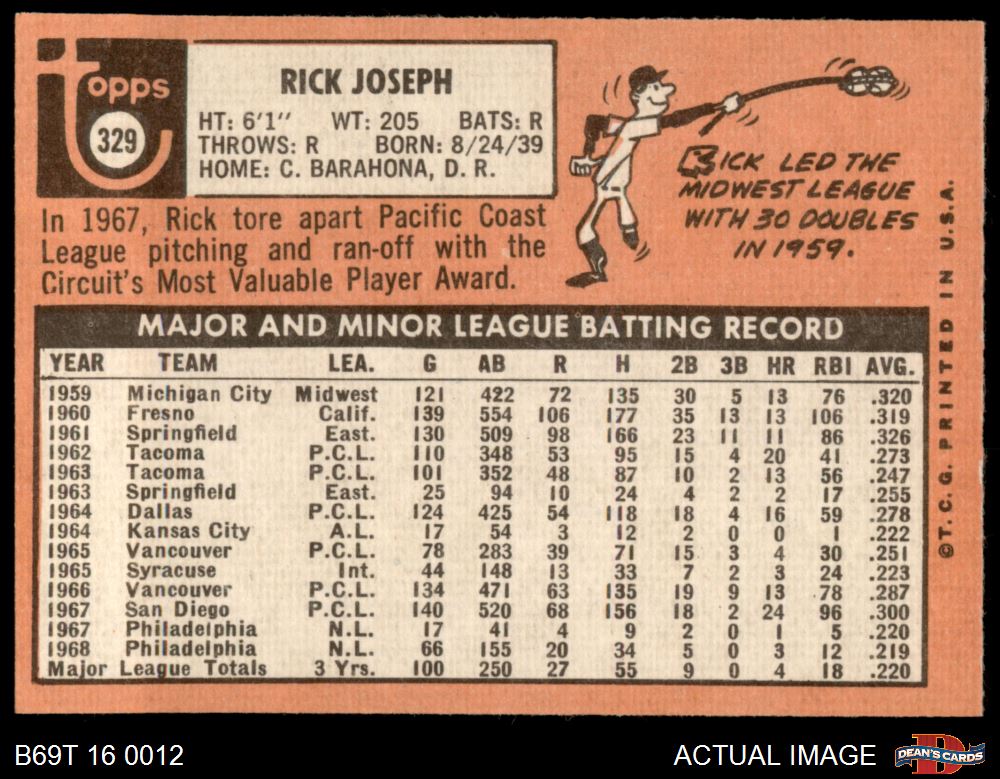 Topps
329
RICK JOSEPH
HT: 6'1" WT: 205 BATS: R
THROWS: R BORN: 8/24/39
HOME: C. BARAHONA, D. R.
RICK LED THE
MIDWEST LEAGUE
WITH 30 DOUBLES
IN 1959.
In 1967, Rick tore apart Pacific Coast
League pitching and ran-off with the
Circuit's Most Valuable Player Award.
MAJOR AND MINOR LEAGUE BATTING RECORD
YEAR TEAM LEA. G AB R H 2B 3B HR RBI AVG.
1959 Michigan City Midwest 121 422 72 135 30 5 13 76 .320
1960 Fresno Calif. 139 554 106 177 35 13 13 106 .319
1961 Springfield East. 130 509 98 166 23 11 11 86 .326
1962 Tacoma P.C.L. 110 348 53 95 15 4 20 41 .273
1963 Tacoma P.C.L. 101 352 48 87 10 2 13 56 .247
1963 Springfield East. 25 94 10 24 4 2 2 17 .255
1964 Dallas P.C.L. 124 425 54 118 18 4 16 59 .278
1964 Kansas City A.L. 17 54 3 12 2 0 0 1 .222
1965 Vancouver P.C.L. 78 283 39 71 15 3 4 30 .251
1965 Syracuse Int. 44 148 13 33 7 2 3 24 .223
1966 Vancouver P.C.L. 134 471 63 135 19 9 13 78 .287
1967 San Diego P.C.L. 140 520 68 156 18 2 24 96 .300
1967 Philadelphia N.L. 17 41 4 9 2 0 1 5 .220
1968 Philadelphia N.L. 66 155 20 34 5 0 3 12 .219
Major League Totals 3 Yrs. 100 250 27 55 9 0 4 18 .220
©T. C. G. PRINTED IN U.S.A.
B69T 16 0012
ACTUAL IMAGE
D
DEAN'S CARDS